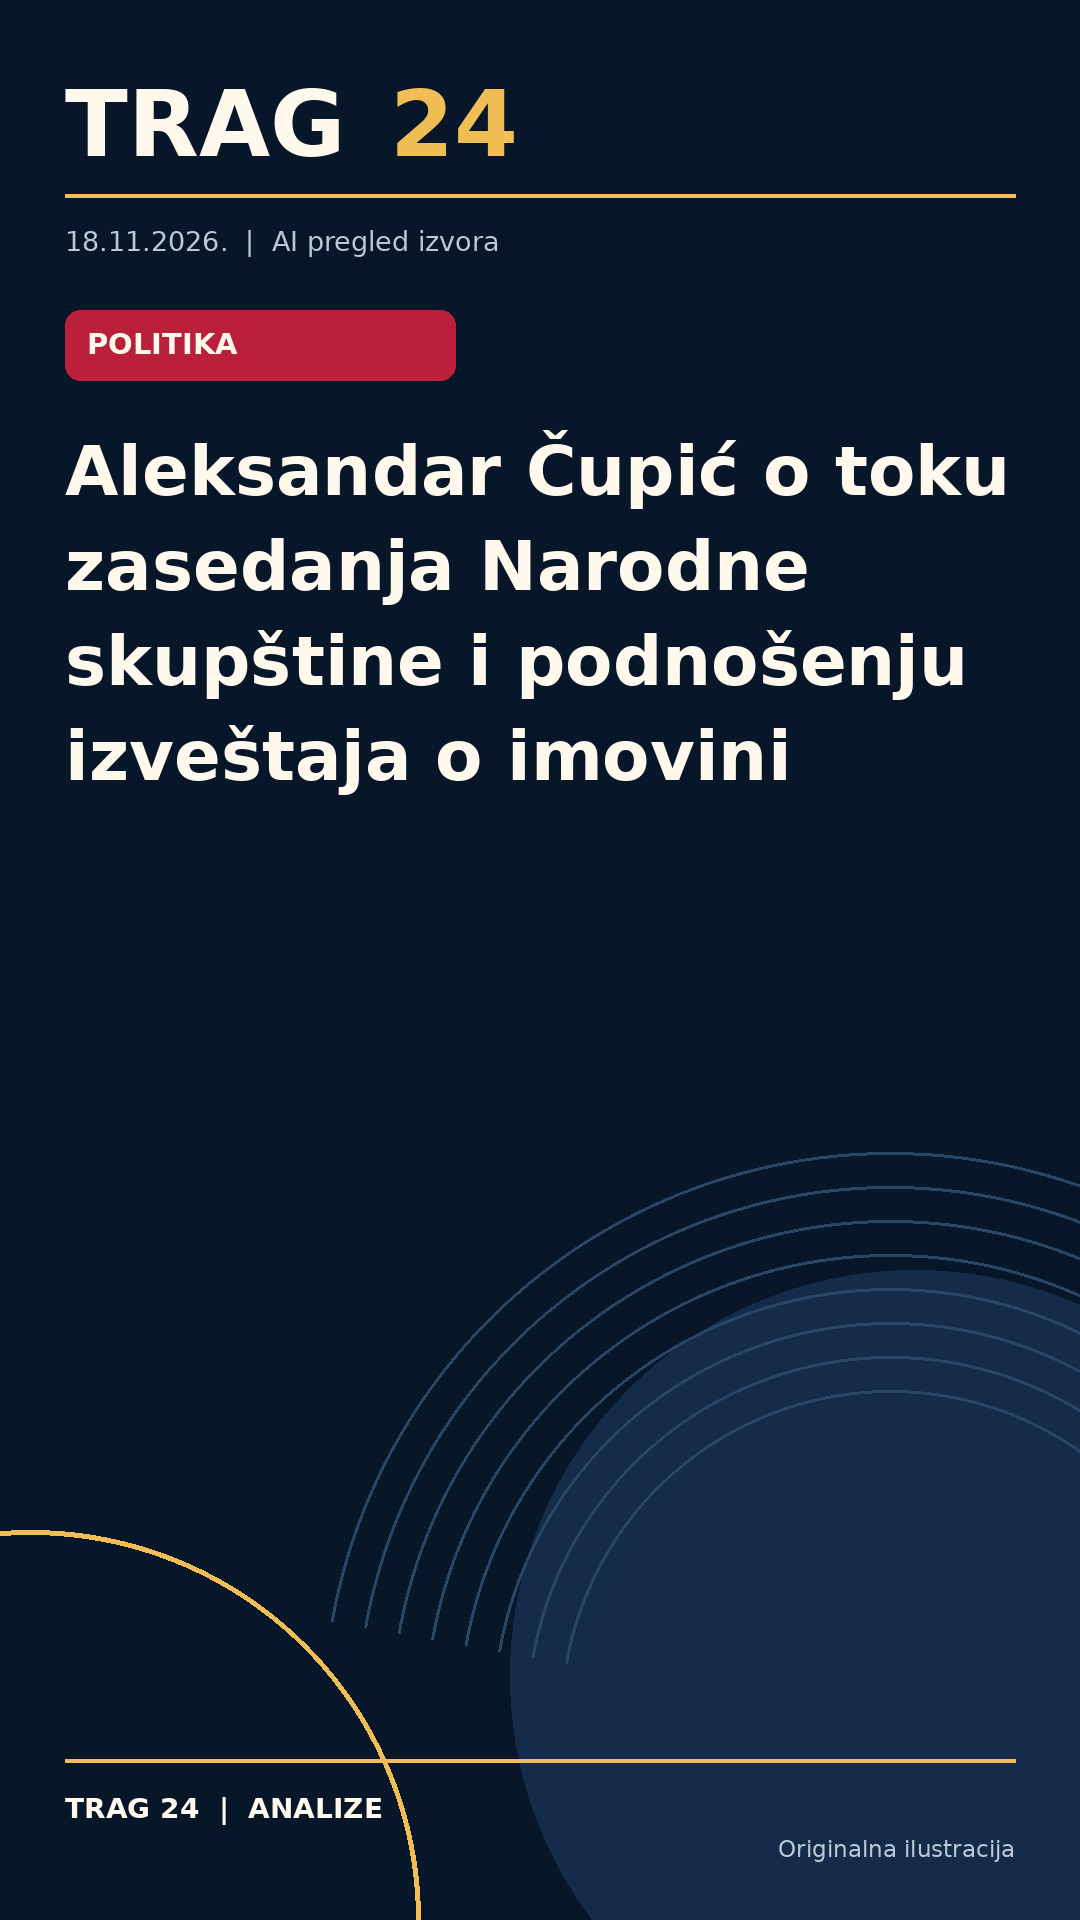 TRAG 24
18.11.2026. | AI pregled izvora
POLITIKA
Aleksandar Čupić o toku
zasedanja Narodne
skupštine i podnošenju
izveštaja o imovini
TRAG 24 | ANALIZE
Originalna ilustracija